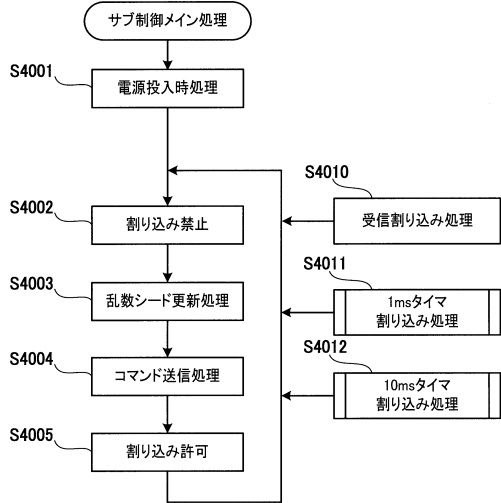 サブ制御メイン処理
S4001
電源投入時処理
S4002
割り込み禁止
S4003
乱数シード更新処理
S4004
コマンド送信処理
S4005
割り込み許可
S4010
受信割り込み処理
S4011
1msタイマ
割り込み処理
S4012
10msタイマ
割り込み処理